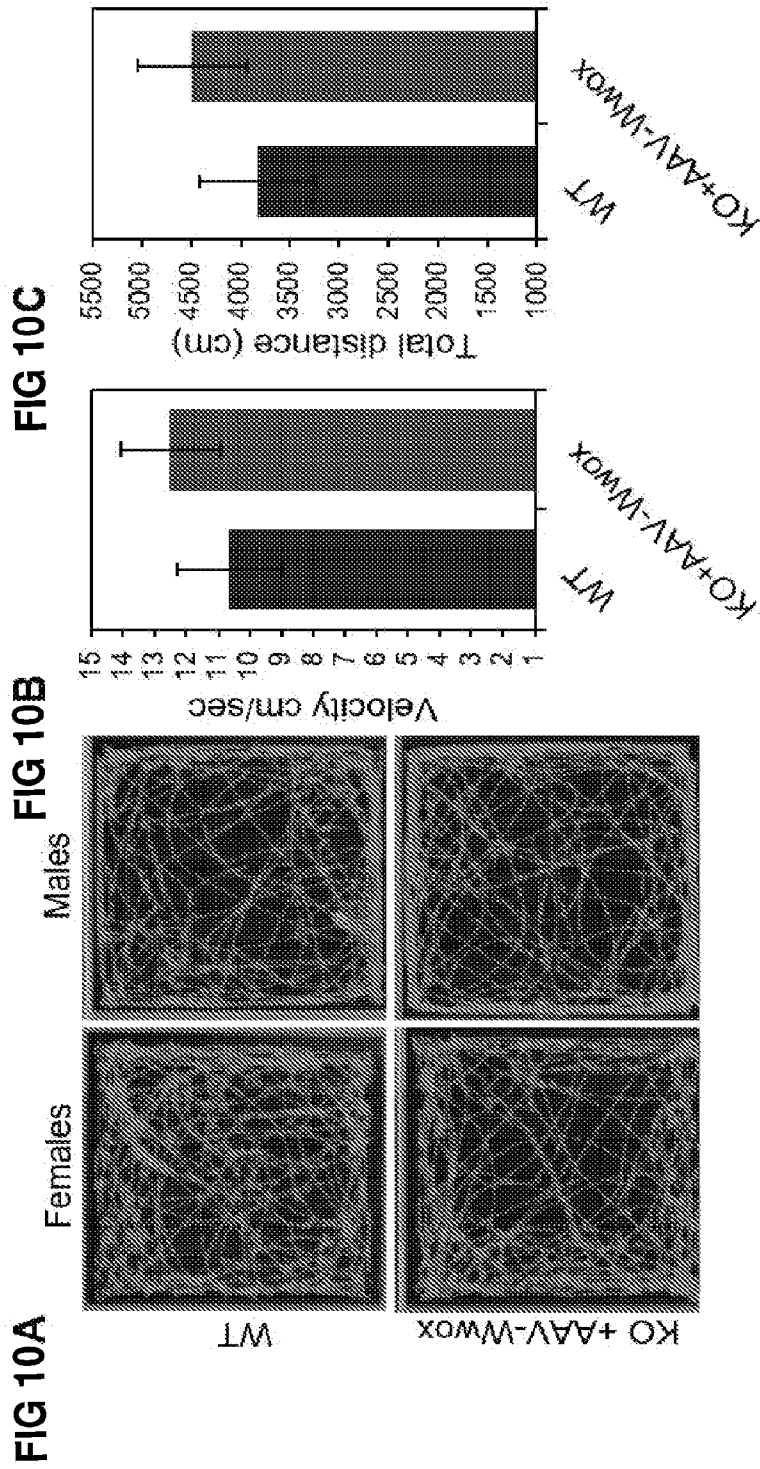 FIG 10A
Females
Males
WT
KO +AAV-Wwox
FIG 10B
Velocity cm/sec
15
14
13
12
11
10
9
8
7
6
5
4
3
2
1
WT
KO+AAV-Wwox
FIG 10C
Total distance (cm)
5500
5000
4500
4000
3500
3000
2500
2000
1500
1000
WT
KO+AAV-Wwox